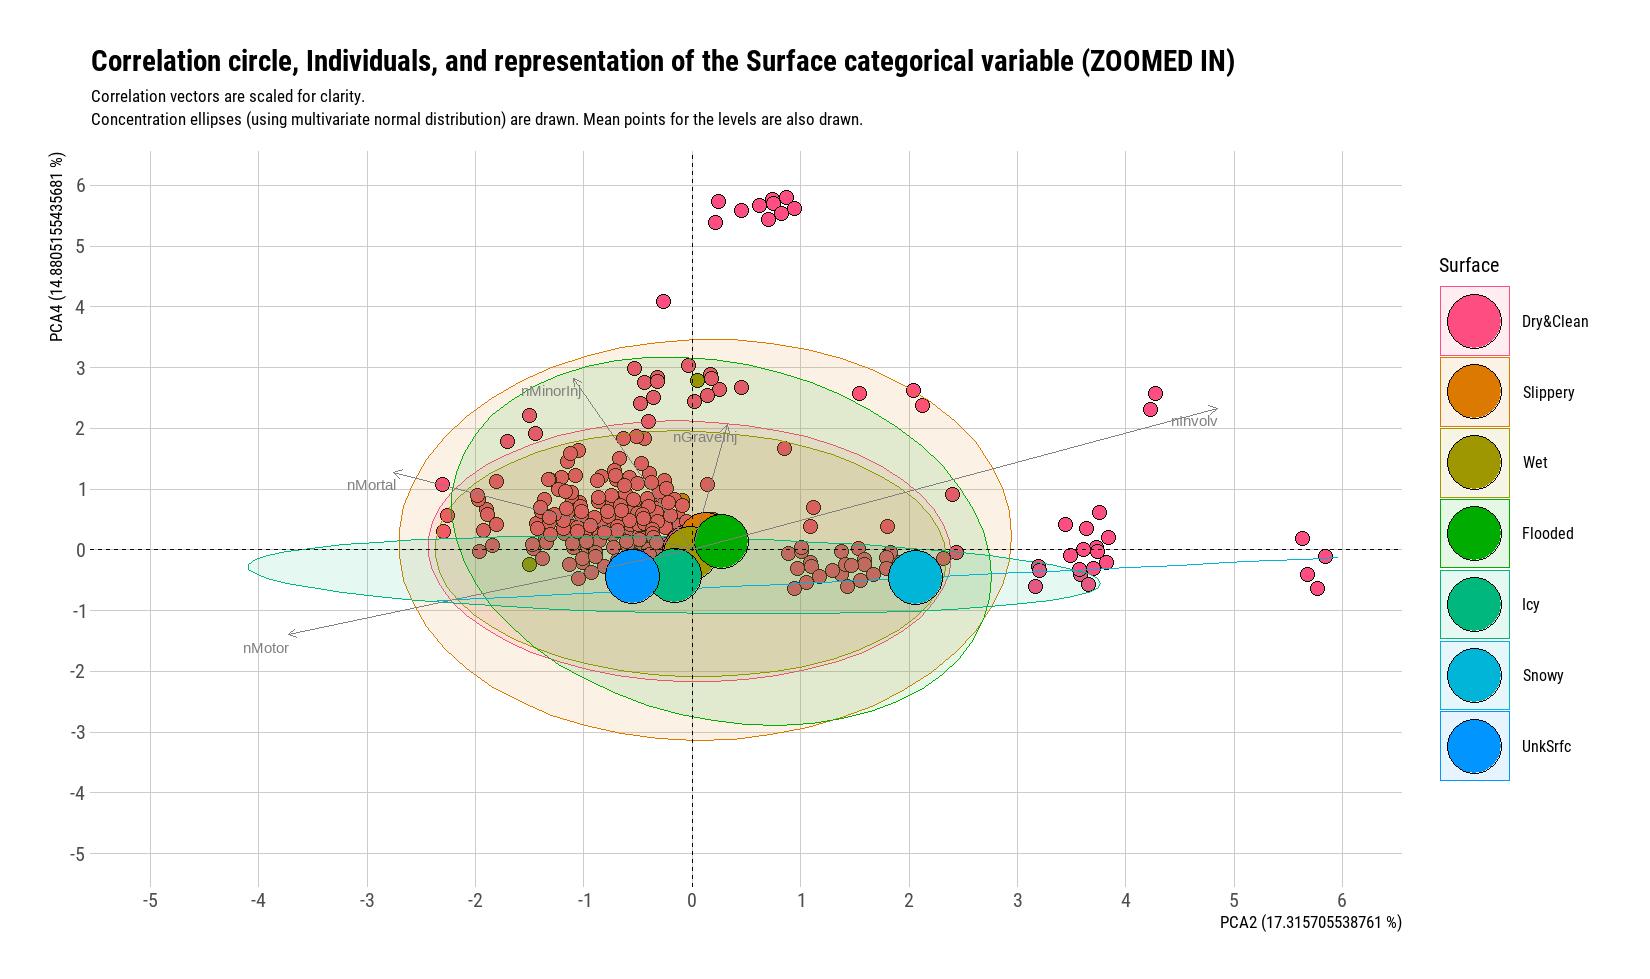 Correlation circle, Individuals, and representation of the Surface categorical variable (ZOOMED IN)
Correlation vectors are scaled for clarity.
Concentration ellipses (using multivariate normal distribution) are drawn. Mean points for the levels are also drawn.
PCA4 (14.8805155435681 %)
6
5
4
3
2
1
0
-1
-2
-3
-4
-5
nMinorInj
nGraveInj
nInvolv
nMortal
nMotor
-5
-4
-3
-2
-1
0
1
2
3
4
5
6
PCA2 (17.315705538761 %)
Surface
Dry&Clean
Slippery
Wet
Flooded
Icy
Snowy
UnkSrfc